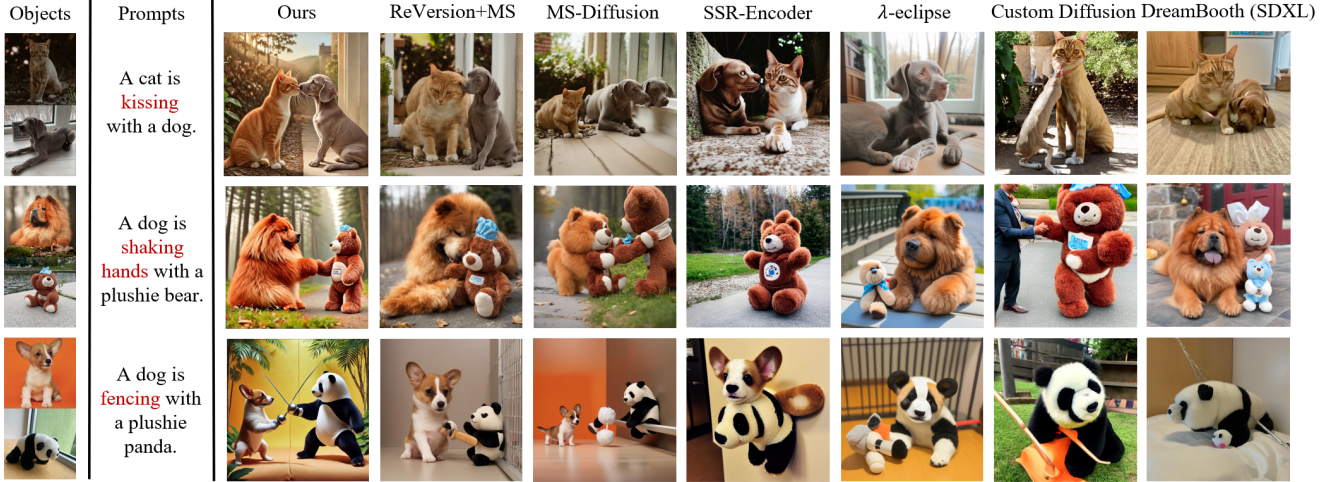 Objects Prompts Ours ReVersion+MS MS-Diffusion SSR-Encoder λ-eclipse Custom Diffusion DreamBooth (SDXL)
A cat is
kissing
with a dog.
A dog is
shaking
hands with a
plushie bear.
A dog is
fencing with
a plushie
panda.